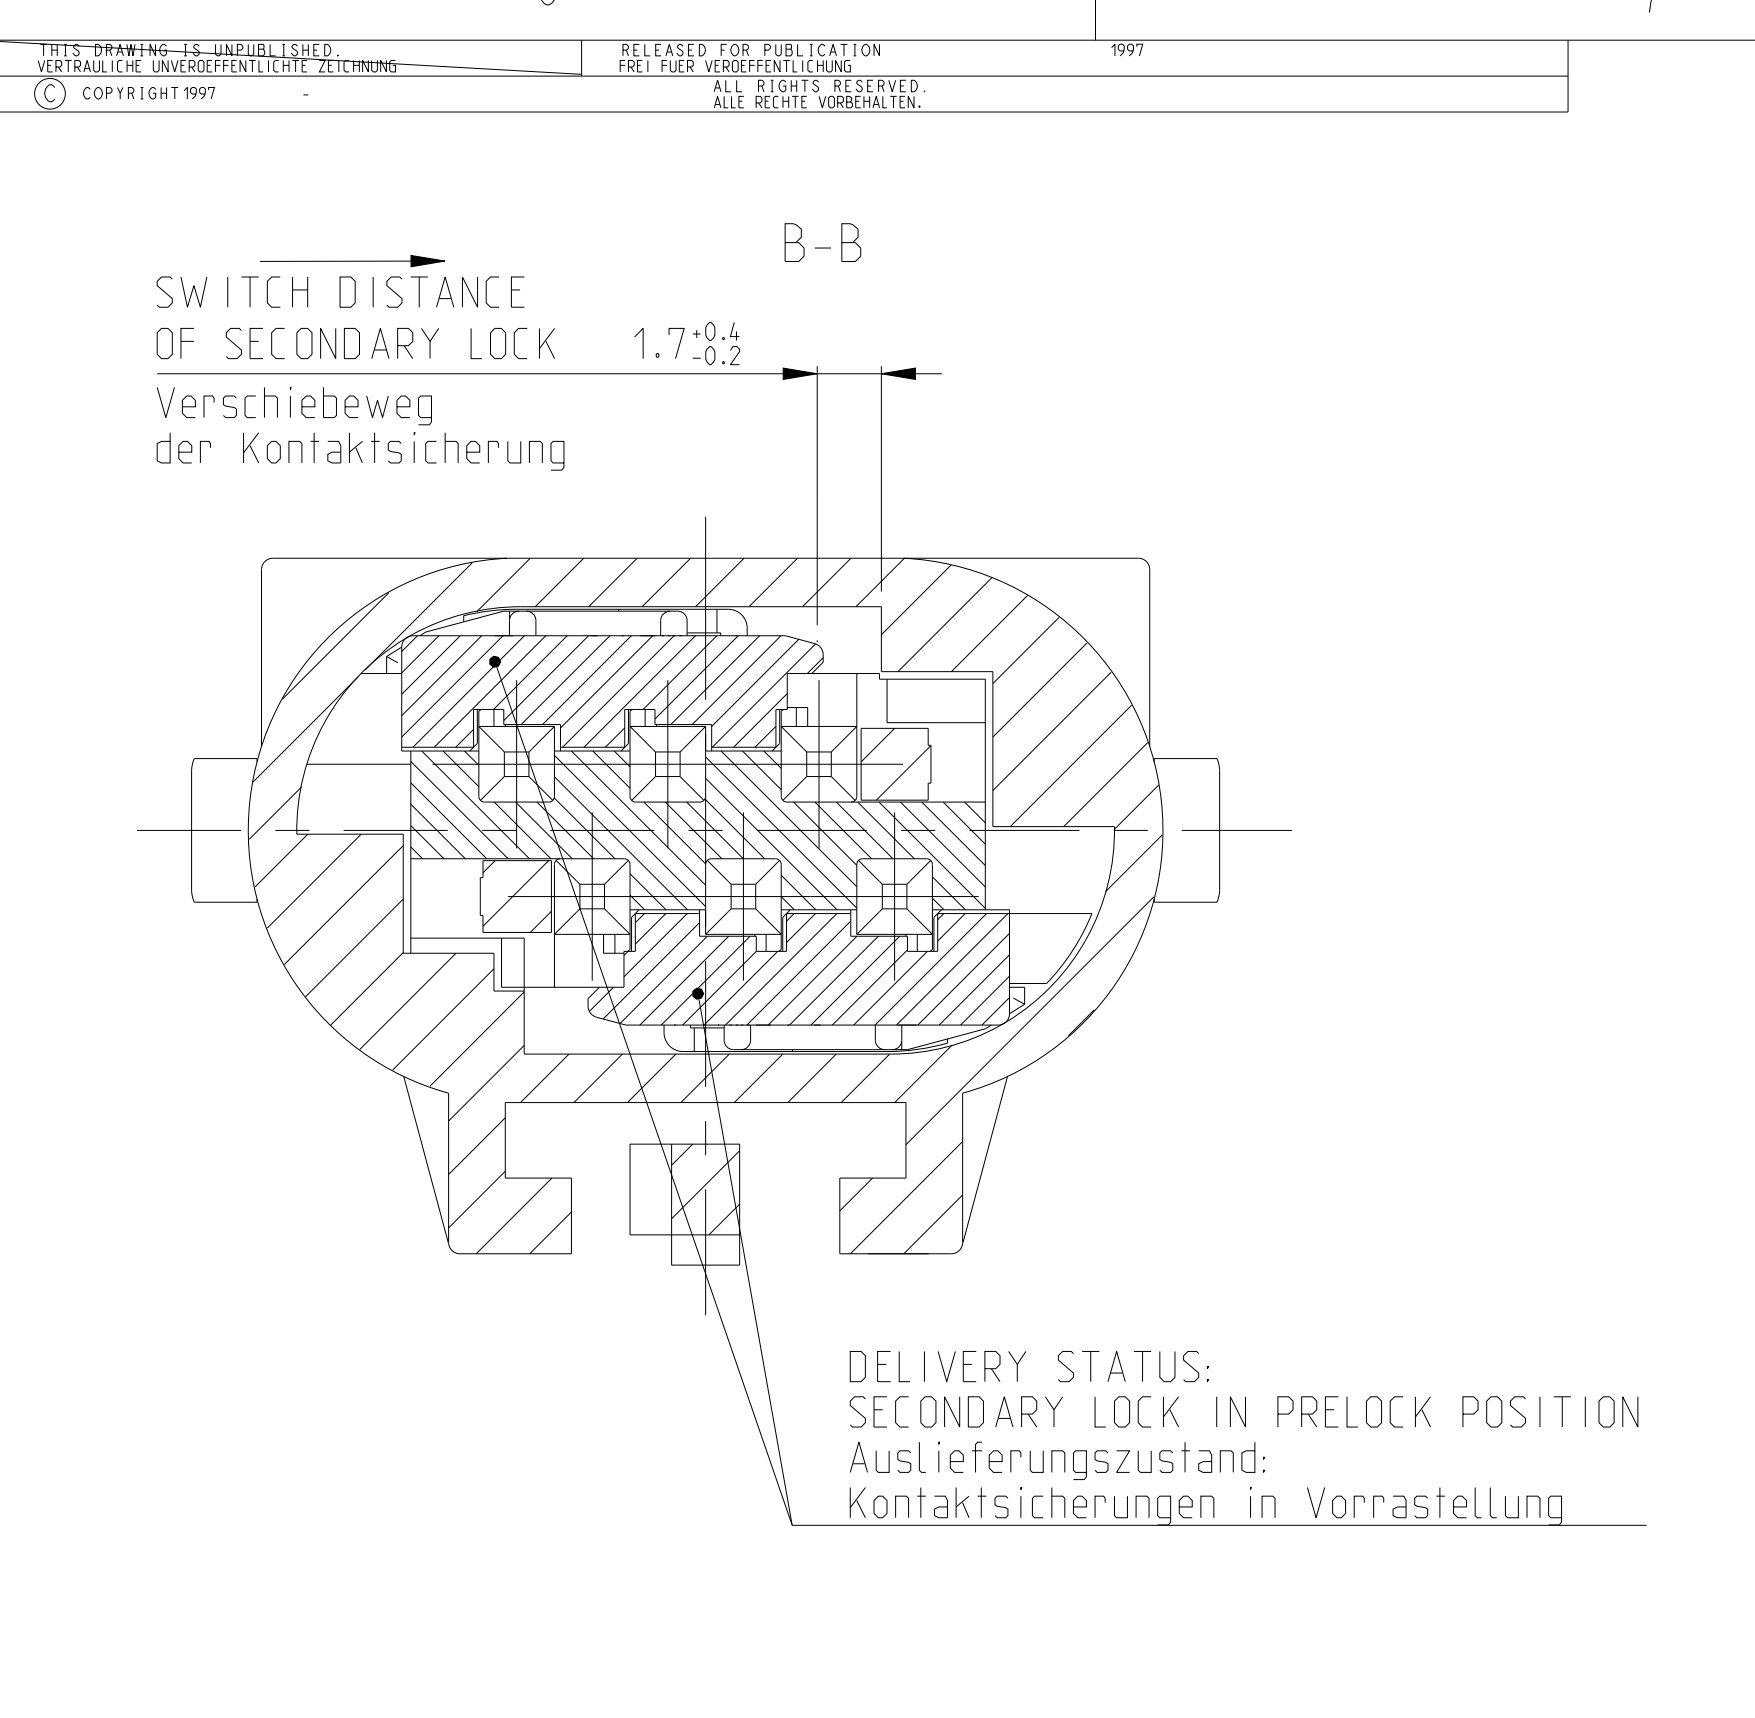 THIS DRAWING IS UNPUBLISHED.
VERTRAULICHE UNVEROEFFENTLICHTE ZEICHNUNG
RELEASED FOR PUBLICATION
FREI FUER VEROEFFENTLICHUNG
1997
© COPYRIGHT 1997 -
ALL RIGHTS RESERVED.
ALLE RECHTE VORBEHALTEN.
B-B
SWITCH DISTANCE
OF SECONDARY LOCK 1.7 +0.4 -0.2
Verschiebeweg
der Kontaktsicherung
DELIVERY STATUS:
SECONDARY LOCK IN PRELOCK POSITION
Auslieferungszustand:
Kontaktsicherungen in Vorrastellung